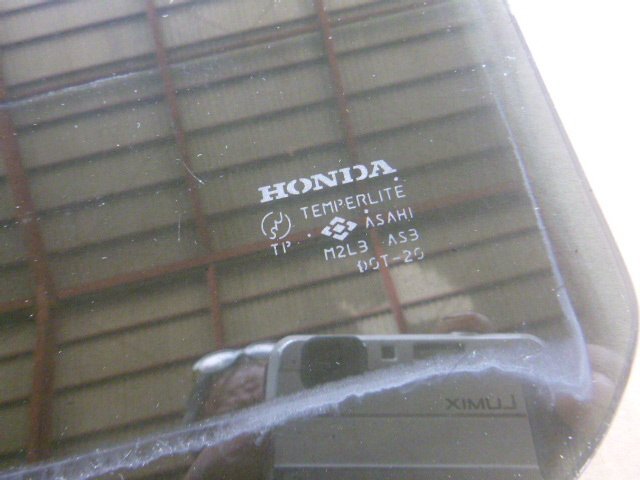 HONDA
TEMPERLITE
ASAHI
TP
M2L3 AS3
DOT-20
LUMIX